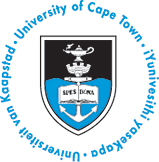 University of Cape Town
iYunivesithi yaseKapa
Universiteit van Kaapstad
SPES BONA